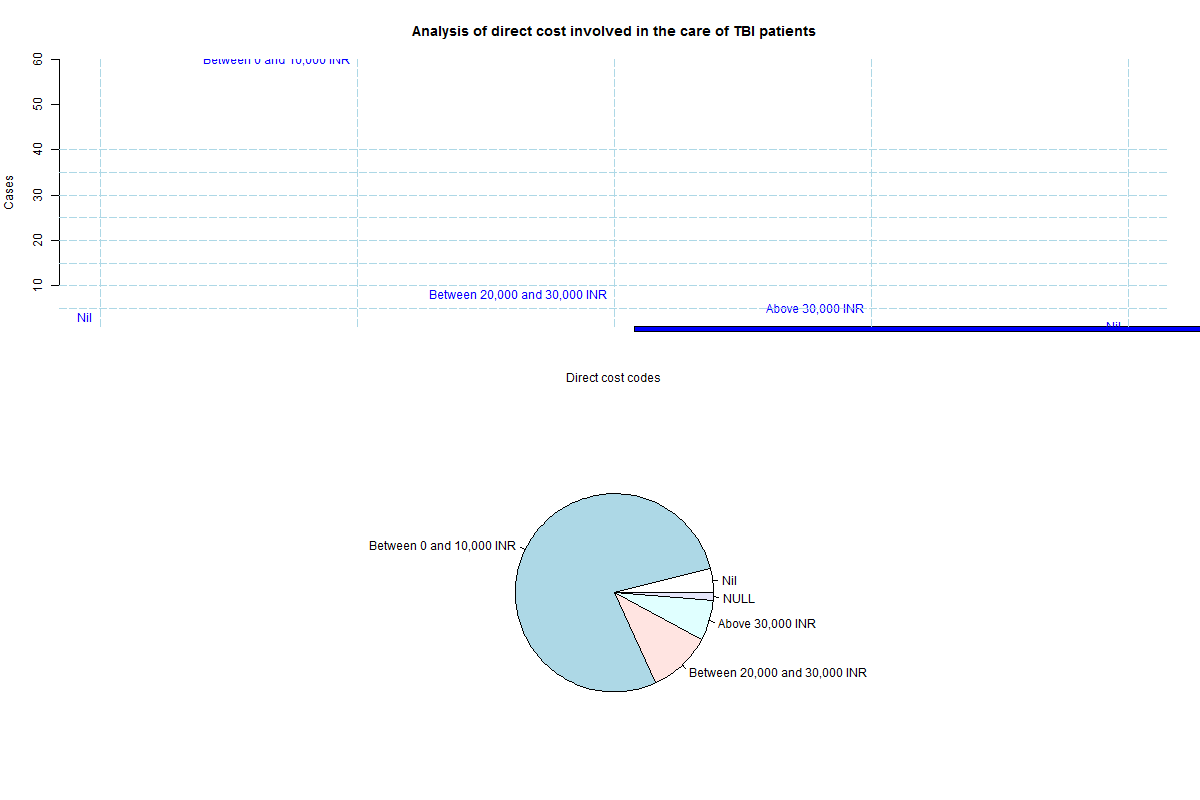 Analysis of direct cost involved in the care of TBI patients
60
50
40
30
20
10
Cases
Between 0 and 10,000 INR
Between 20,000 and 30,000 INR
Above 30,000 INR
Nil
Nil
Direct cost codes
Between 0 and 10,000 INR
Nil
NULL
Above 30,000 INR
Between 20,000 and 30,000 INR